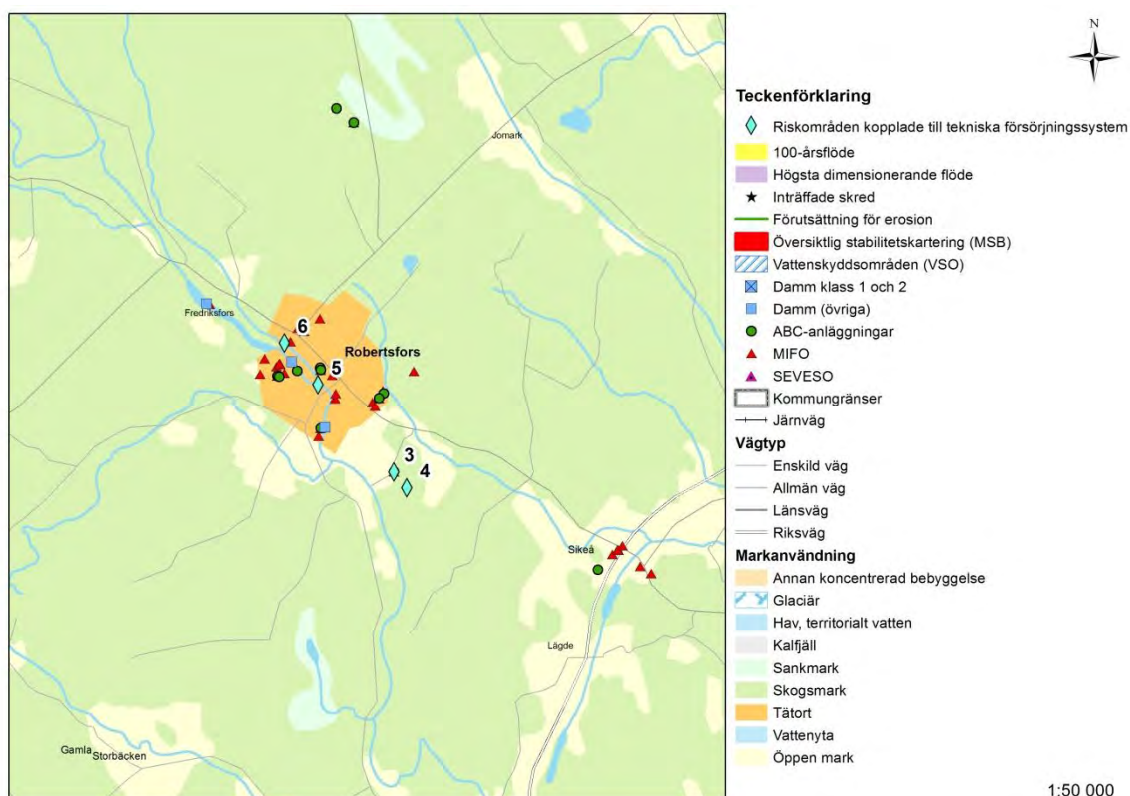 N
Jomark
Fredriksfors
6
Robertsfors
5
3
4
Sikeå
Lägde
Gamla
Storbäcken
Teckenförklaring
Riskområden kopplade till tekniska försörjningssystem
100-årsflöde
Högsta dimensionerande flöde
Inträffade skred
Förutsättning för erosion
Översiktlig stabilitetskartering (MSB)
Vattenskyddsområden (VSO)
Damm klass 1 och 2
Damm (övriga)
ABC-anläggningar
MIFO
SEVESO
Kommungränser
Järnväg
Vägtyp
Enskild väg
Allmän väg
Länsväg
Riksväg
Markanvändning
Annan koncentrerad bebyggelse
Glaciär
Hav, territorialt vatten
Kalfjäll
Sankmark
Skogsmark
Tätort
Vattenyta
Öppen mark
1:50 000